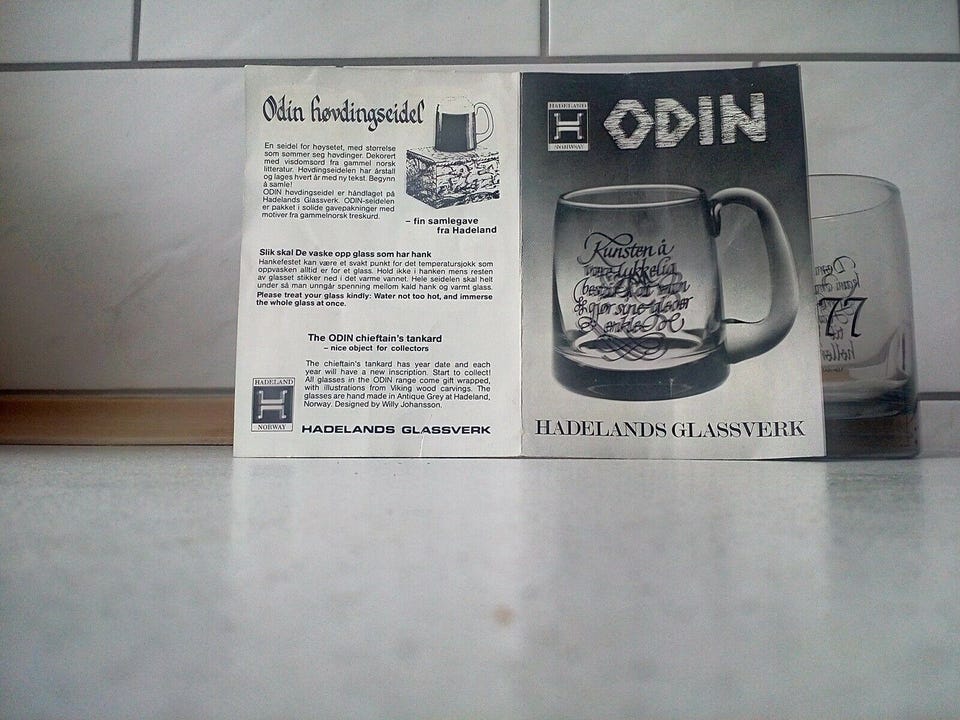 Odin høvdingseidel
En seidel for høysetet, med størrelse
som sommer seg høvdinger. Dekorert
med visdomsord fra gammel norsk
litteratur. Høvdingseidelen har årstall
og lages hvert år med ny tekst. Begynn
å samle!
ODIN høvdingseidel er håndlaget på
Hadelands Glassverk. ODIN-seidelen
er pakket i solide gavepakninger med
motiver fra gammelnorsk treskurd.
– fin samlegave
fra Hadeland
Slik skal De vaske opp glass som har hank
Hankefestet kan være et svakt punkt for det temperatursjokk som
oppvasken alltid er for et glass. Hold ikke i hanken mens resten
av glasset stikker ned i det varme vannet. Hele seidelen skal helt
under så man unngår spenning mellom kald hank og varmt glass.
Please treat your glass kindly: Water not too hot, and immerse
the whole glass at once.
The ODIN chieftain's tankard
– nice object for collectors
The chieftain's tankard has year date and each
year will have a new inscription. Start to collect!
All glasses in the ODIN range come gift wrapped,
with illustrations from Viking wood carvings. The
glasses are hand made in Antique Grey at Hadeland,
Norway. Designed by Willy Johansson.
HADELAND
H
NORWAY
HADELANDS GLASSVERK
HADELAND
H
NORWAY
ODIN
Kunsten å
være lykkelig
består i at
gjør sine glæder
enkle
HADELANDS GLASSVERK
77